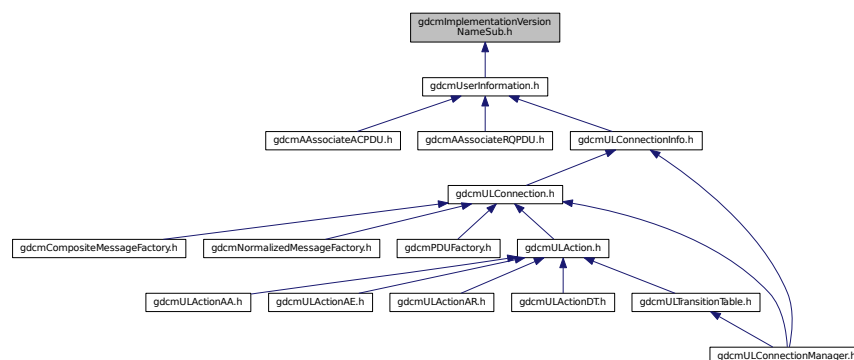 gdcmImplementationVersion
NameSub.h
gdcmUserInformation.h
gdcmAAssociateACPDU.h
gdcmAAssociateRQPDU.h
gdcmULConnectionInfo.h
gdcmULConnection.h
gdcmCompositeMessageFactory.h
gdcmNormalizedMessageFactory.h
gdcmPDUFactory.h
gdcmULAction.h
gdcmULActionAA.h
gdcmULActionAE.h
gdcmULActionAR.h
gdcmULActionDT.h
gdcmULTransitionTable.h
gdcmULConnectionManager.h